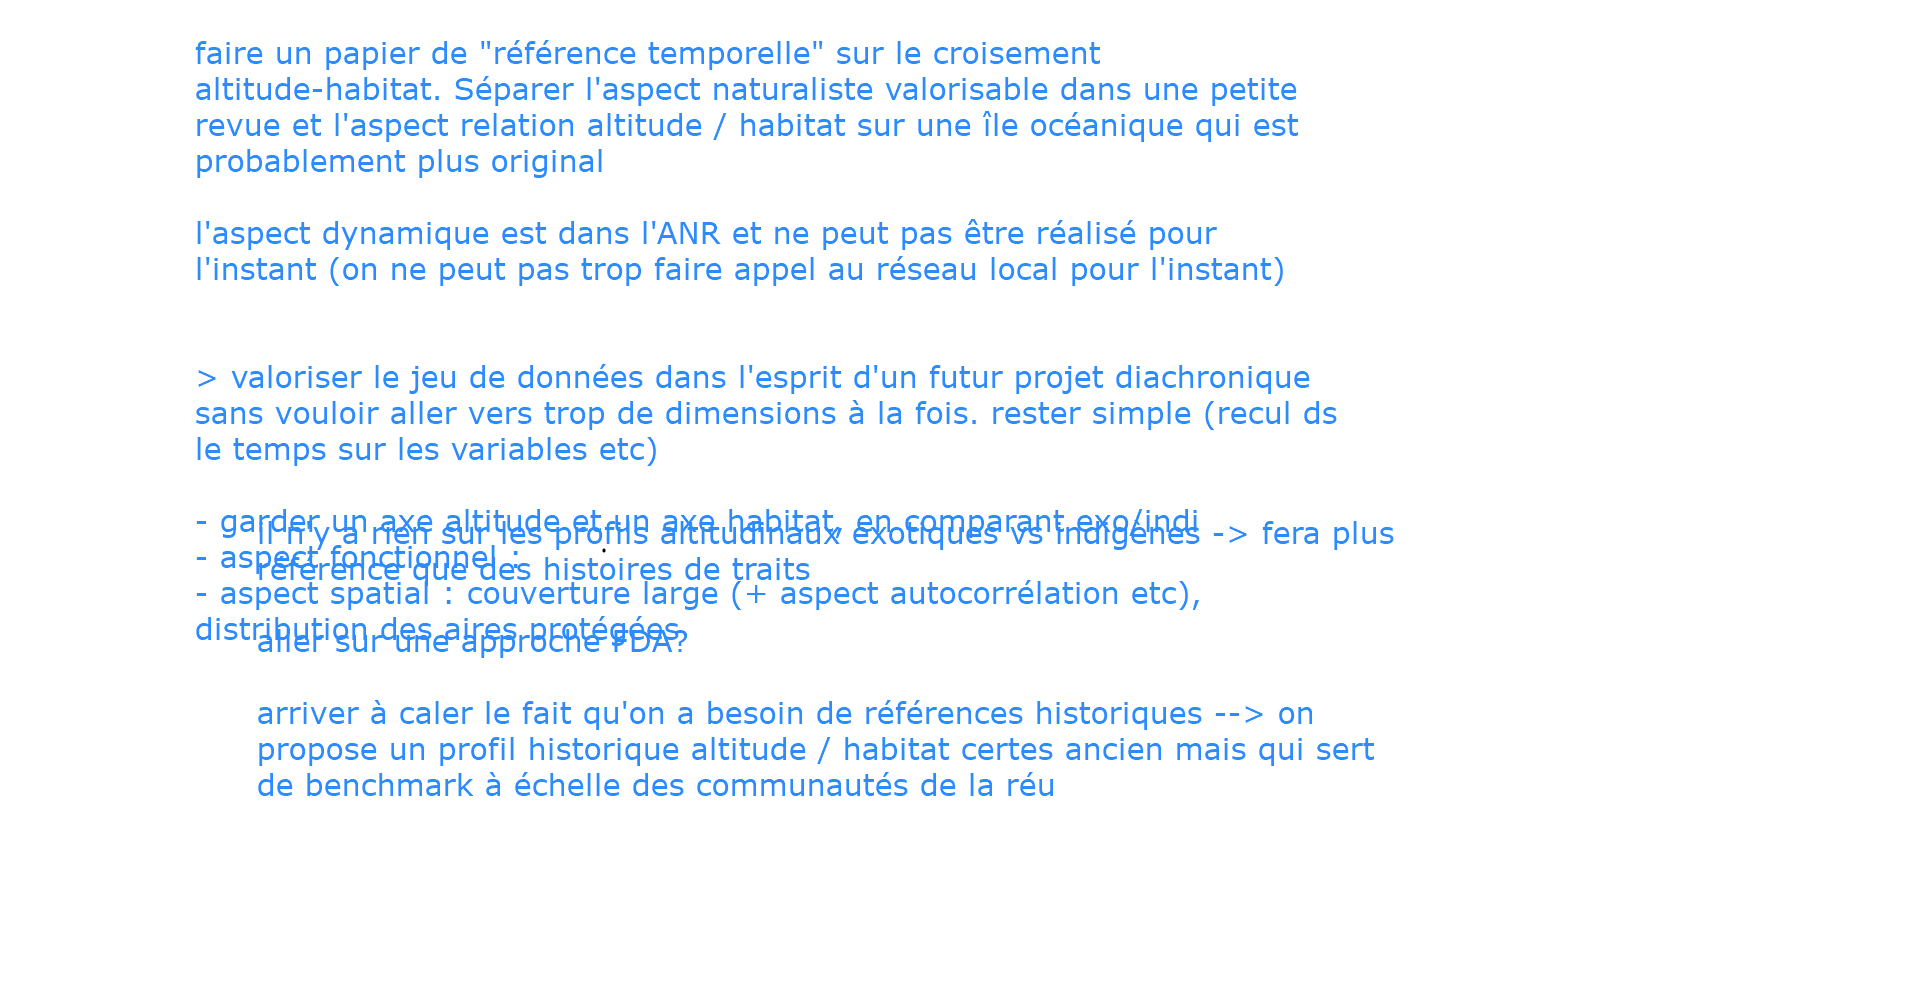 faire un papier de "référence temporelle" sur le croisement
altitude-habitat. Séparer l'aspect naturaliste valorisable dans une petite
revue et l'aspect relation altitude / habitat sur une île océanique qui est
probablement plus original
l'aspect dynamique est dans l'ANR et ne peut pas être réalisé pour
l'instant (on ne peut pas trop faire appel au réseau local pour l'instant)
> valoriser le jeu de données dans l'esprit d'un futur projet diachronique
sans vouloir aller vers trop de dimensions à la fois. rester simple (recul ds
le temps sur les variables etc)
- garder un axe altitude et un axe habitat, en comparant exo/indi
- aspect fonctionnel :
- aspect spatial : couverture large (+ aspect autocorrélation etc),
distribution des aires protégées
il n'y a rien sur les profils altitudinaux exotiques vs indigènes -> fera plus
référence que des histoires de traits
aller sur une approche FDA?
arriver à caler le fait qu'on a besoin de références historiques --> on
propose un profil historique altitude / habitat certes ancien mais qui sert
de benchmark à échelle des communautés de la réu